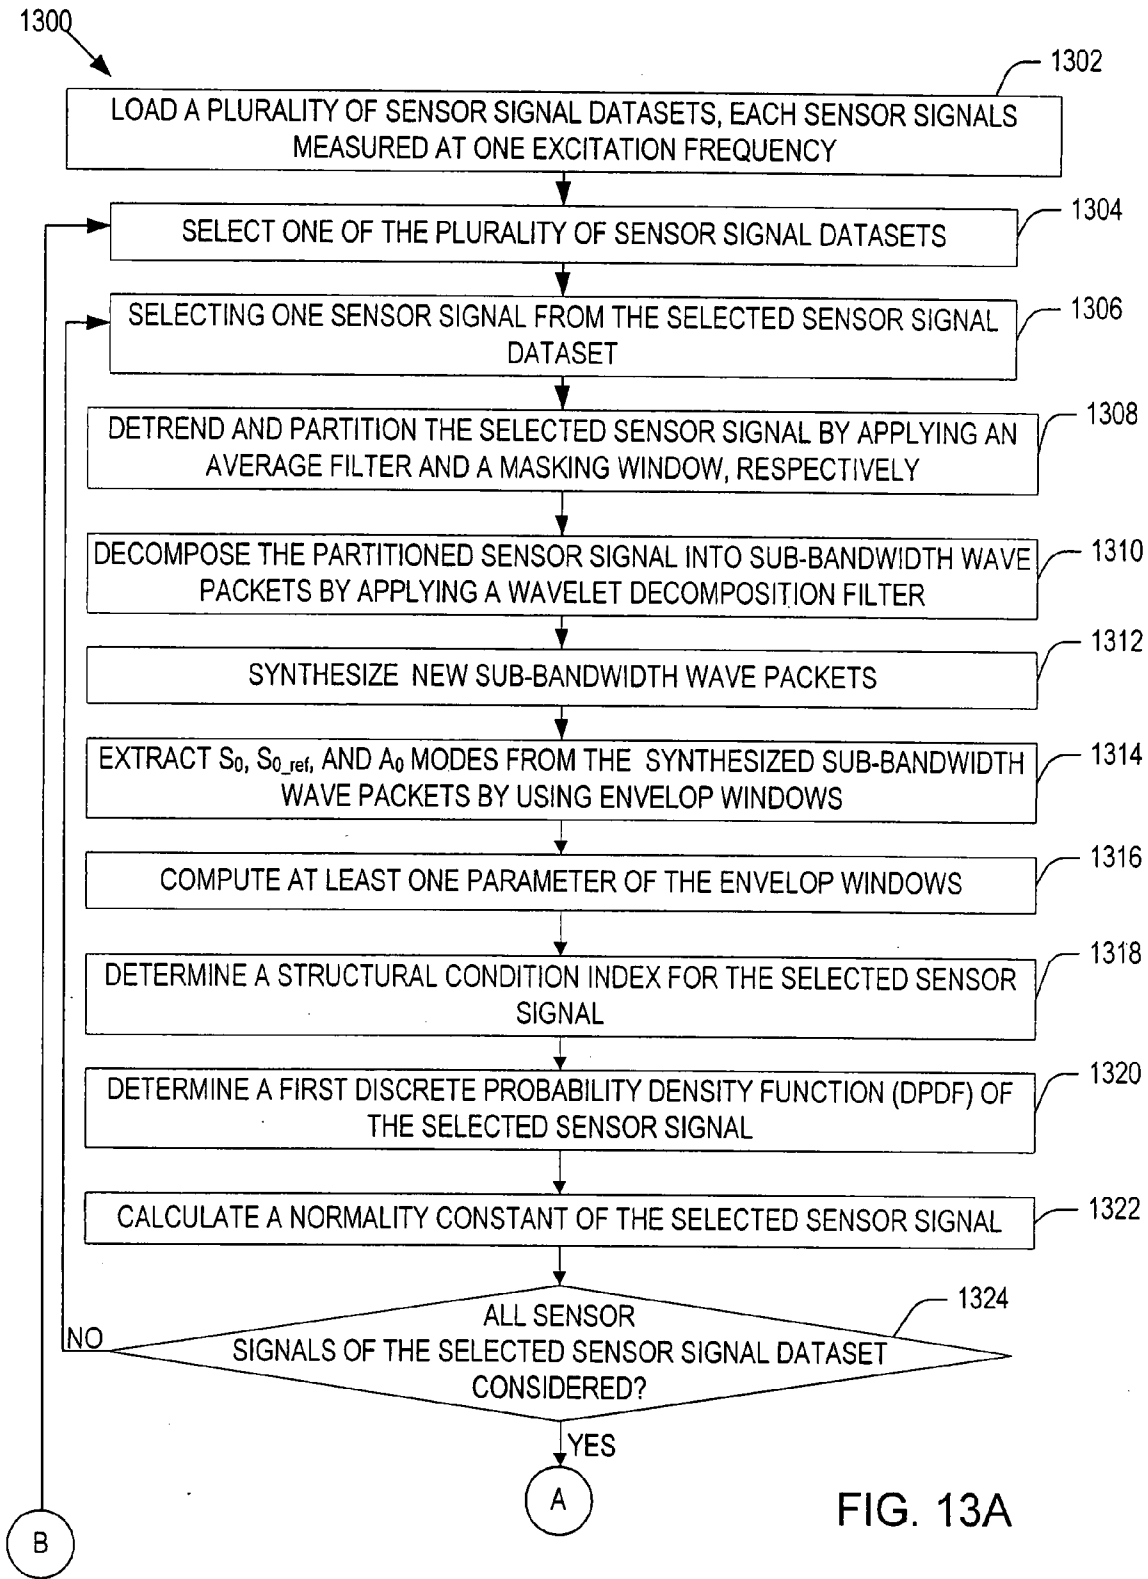 1300
1302
LOAD A PLURALITY OF SENSOR SIGNAL DATASETS, EACH SENSOR SIGNALS
MEASURED AT ONE EXCITATION FREQUENCY
1304
SELECT ONE OF THE PLURALITY OF SENSOR SIGNAL DATASETS
1306
SELECTING ONE SENSOR SIGNAL FROM THE SELECTED SENSOR SIGNAL
DATASET
1308
DETREND AND PARTITION THE SELECTED SENSOR SIGNAL BY APPLYING AN
AVERAGE FILTER AND A MASKING WINDOW, RESPECTIVELY
1310
DECOMPOSE THE PARTITIONED SENSOR SIGNAL INTO SUB-BANDWIDTH WAVE
PACKETS BY APPLYING A WAVELET DECOMPOSITION FILTER
1312
SYNTHESIZE NEW SUB-BANDWIDTH WAVE PACKETS
1314
EXTRACT S₀, S₀_ref, AND A₀ MODES FROM THE SYNTHESIZED SUB-BANDWIDTH
WAVE PACKETS BY USING ENVELOP WINDOWS
1316
COMPUTE AT LEAST ONE PARAMETER OF THE ENVELOP WINDOWS
1318
DETERMINE A STRUCTURAL CONDITION INDEX FOR THE SELECTED SENSOR
SIGNAL
1320
DETERMINE A FIRST DISCRETE PROBABILITY DENSITY FUNCTION (DPDF) OF
THE SELECTED SENSOR SIGNAL
1322
CALCULATE A NORMALITY CONSTANT OF THE SELECTED SENSOR SIGNAL
1324
ALL SENSOR
SIGNALS OF THE SELECTED SENSOR SIGNAL DATASET
CONSIDERED?
NO
YES
A
B
FIG. 13A